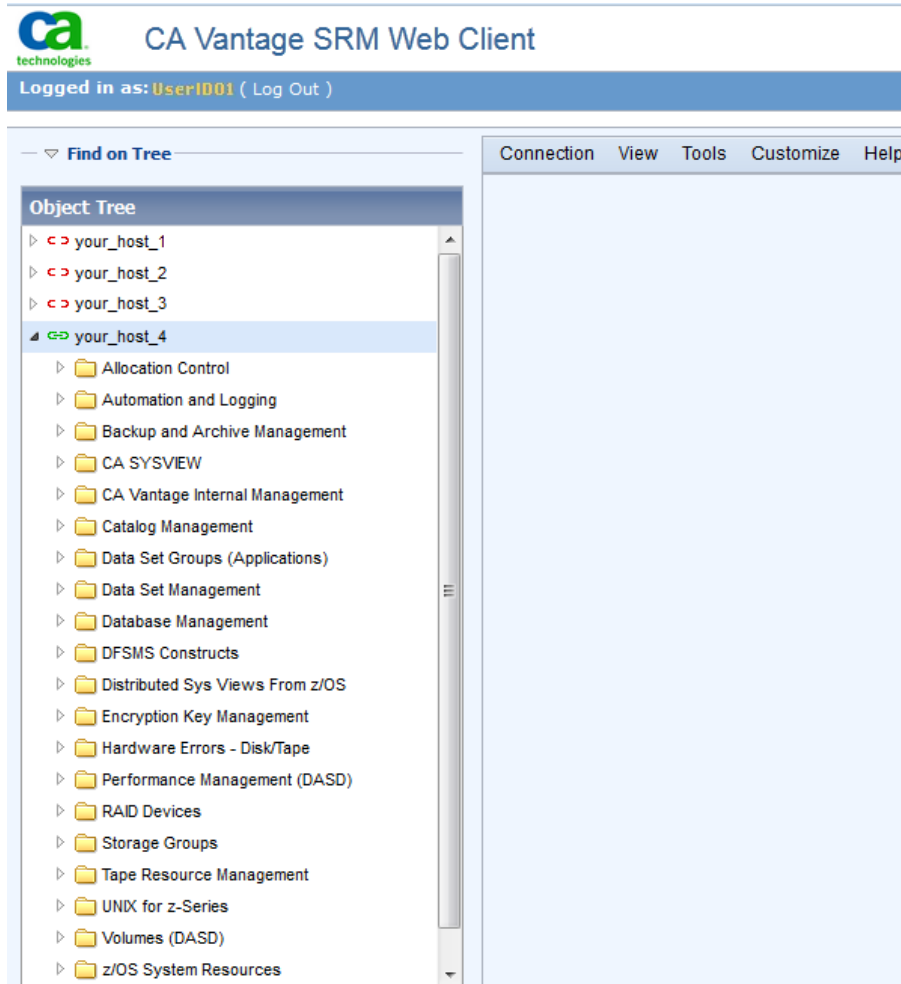 ca
technologies
CA Vantage SRM Web Client
Logged in as: UserID01 ( Log Out )
Find on Tree
Connection View Tools Customize Help
Object Tree
your_host_1
your_host_2
your_host_3
your_host_4
Allocation Control
Automation and Logging
Backup and Archive Management
CA SYSVIEW
CA Vantage Internal Management
Catalog Management
Data Set Groups (Applications)
Data Set Management
Database Management
DFSMS Constructs
Distributed Sys Views From z/OS
Encryption Key Management
Hardware Errors - Disk/Tape
Performance Management (DASD)
RAID Devices
Storage Groups
Tape Resource Management
UNIX for z-Series
Volumes (DASD)
z/OS System Resources